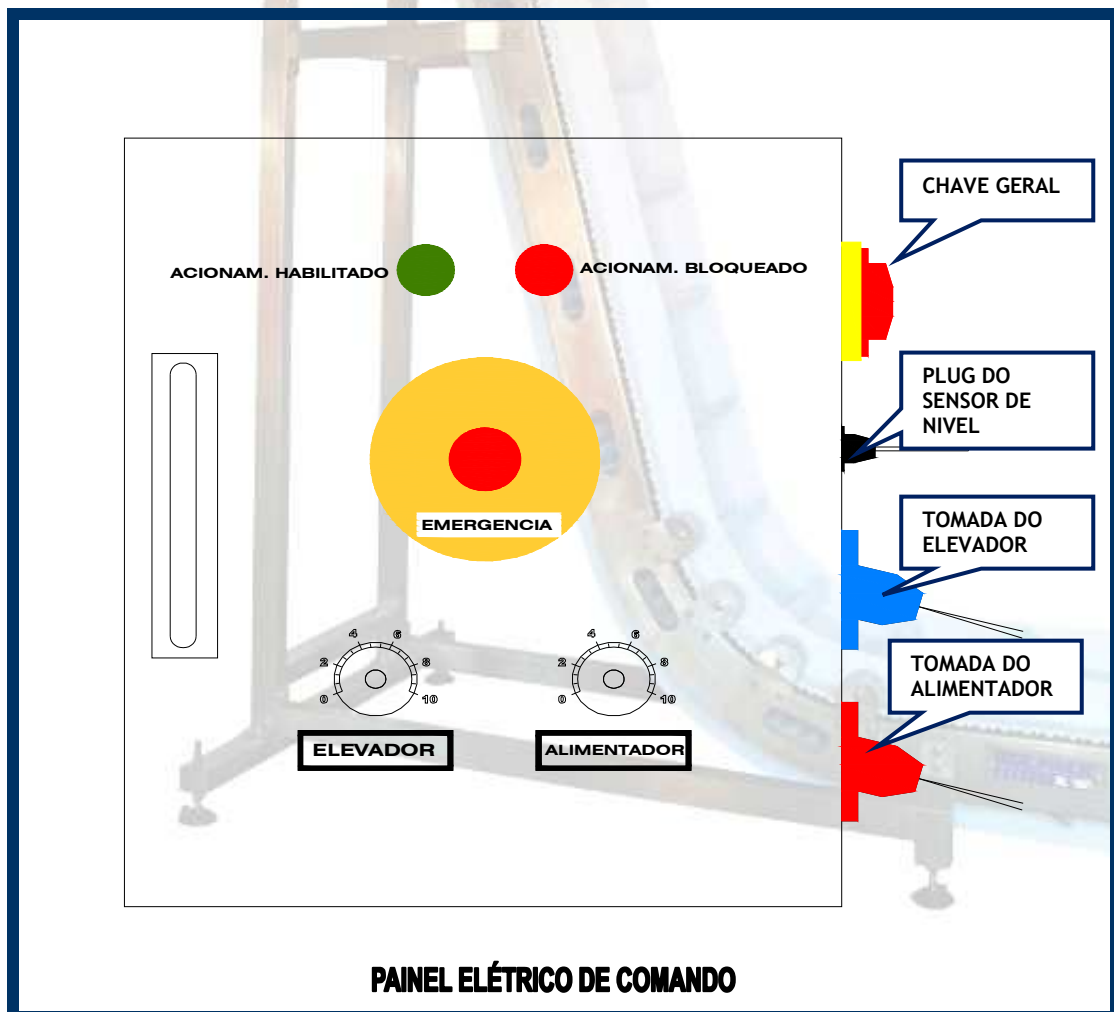 CHAVE GERAL
ACIONAM. HABILITADO
ACIONAM. BLOQUEADO
PLUG DO
SENSOR DE
NIVEL
EMERGENCIA
TOMADA DO
ELEVADOR
0 2 4 6 8 10
0 2 4 6 8 10
TOMADA DO
ALIMENTADOR
ELEVADOR
ALIMENTADOR
PAINEL ELÉTRICO DE COMANDO